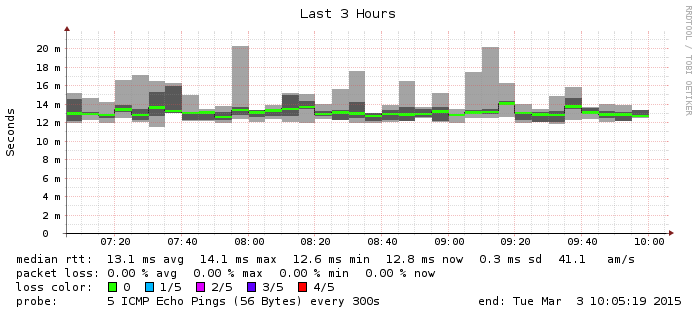 Last 3 Hours
RRDTOOL / TOBI OETIKER
Seconds
20 m
18 m
16 m
14 m
12 m
10 m
8 m
6 m
4 m
2 m
0
07:20 07:40 08:00 08:20 08:40 09:00 09:20 09:40 10:00
median rtt: 13.1 ms avg 14.1 ms max 12.6 ms min 12.8 ms now 0.3 ms sd 41.1 am/s
packet loss: 0.00 % avg 0.00 % max 0.00 % min 0.00 % now
loss color: 0 1/5 2/5 3/5 4/5
probe: 5 ICMP Echo Pings (56 Bytes) every 300s end: Tue Mar 3 10:05:19 2015